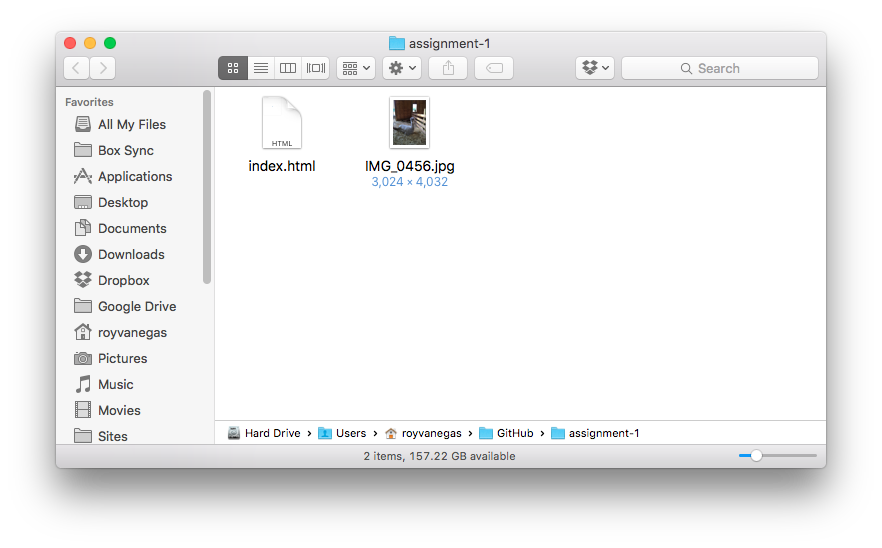 assignment-1
Search
Favorites
All My Files
Box Sync
Applications
Desktop
Documents
Downloads
Dropbox
Google Drive
royvanegas
Pictures
Music
Movies
Sites
HTML
index.html
IMG_0456.jpg
3,024 × 4,032
Hard Drive › Users › royvanegas › GitHub › assignment-1
2 items, 157.22 GB available